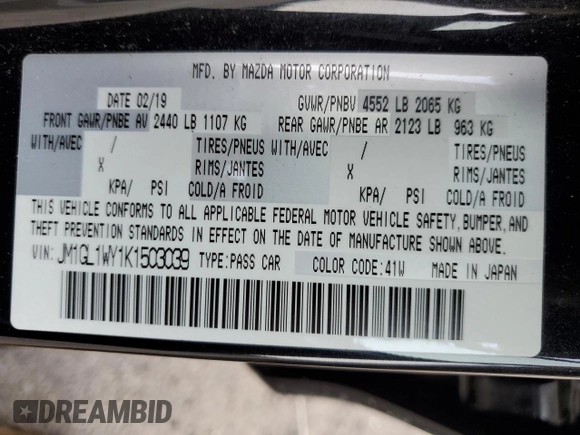 MFD. BY MAZDA MOTOR CORPORATION
DATE 02/19 GVWR/PNBV 4552 LB 2065 KG
FRONT GAWR/PNBE AV 2440 LB 1107 KG REAR GAWR/PNBE AR 2123 LB 963 KG
WITH/AVEC / TIRES/PNEUS WITH/AVEC / TIRES/PNEUS
X RIMS/JANTES X RIMS/JANTES
KPA/ PSI COLD/A FROID KPA/ PSI COLD/A FROID
THIS VEHICLE CONFORMS TO ALL APPLICABLE FEDERAL MOTOR VEHICLE SAFETY, BUMPER, AND
THEFT PREVENTION STANDARDS IN EFFECT ON THE DATE OF MANUFACTURE SHOWN ABOVE.
VIN: JM1GL1WY1K1503039 TYPE:PASS CAR COLOR CODE:41W MADE IN JAPAN
DREAMBID